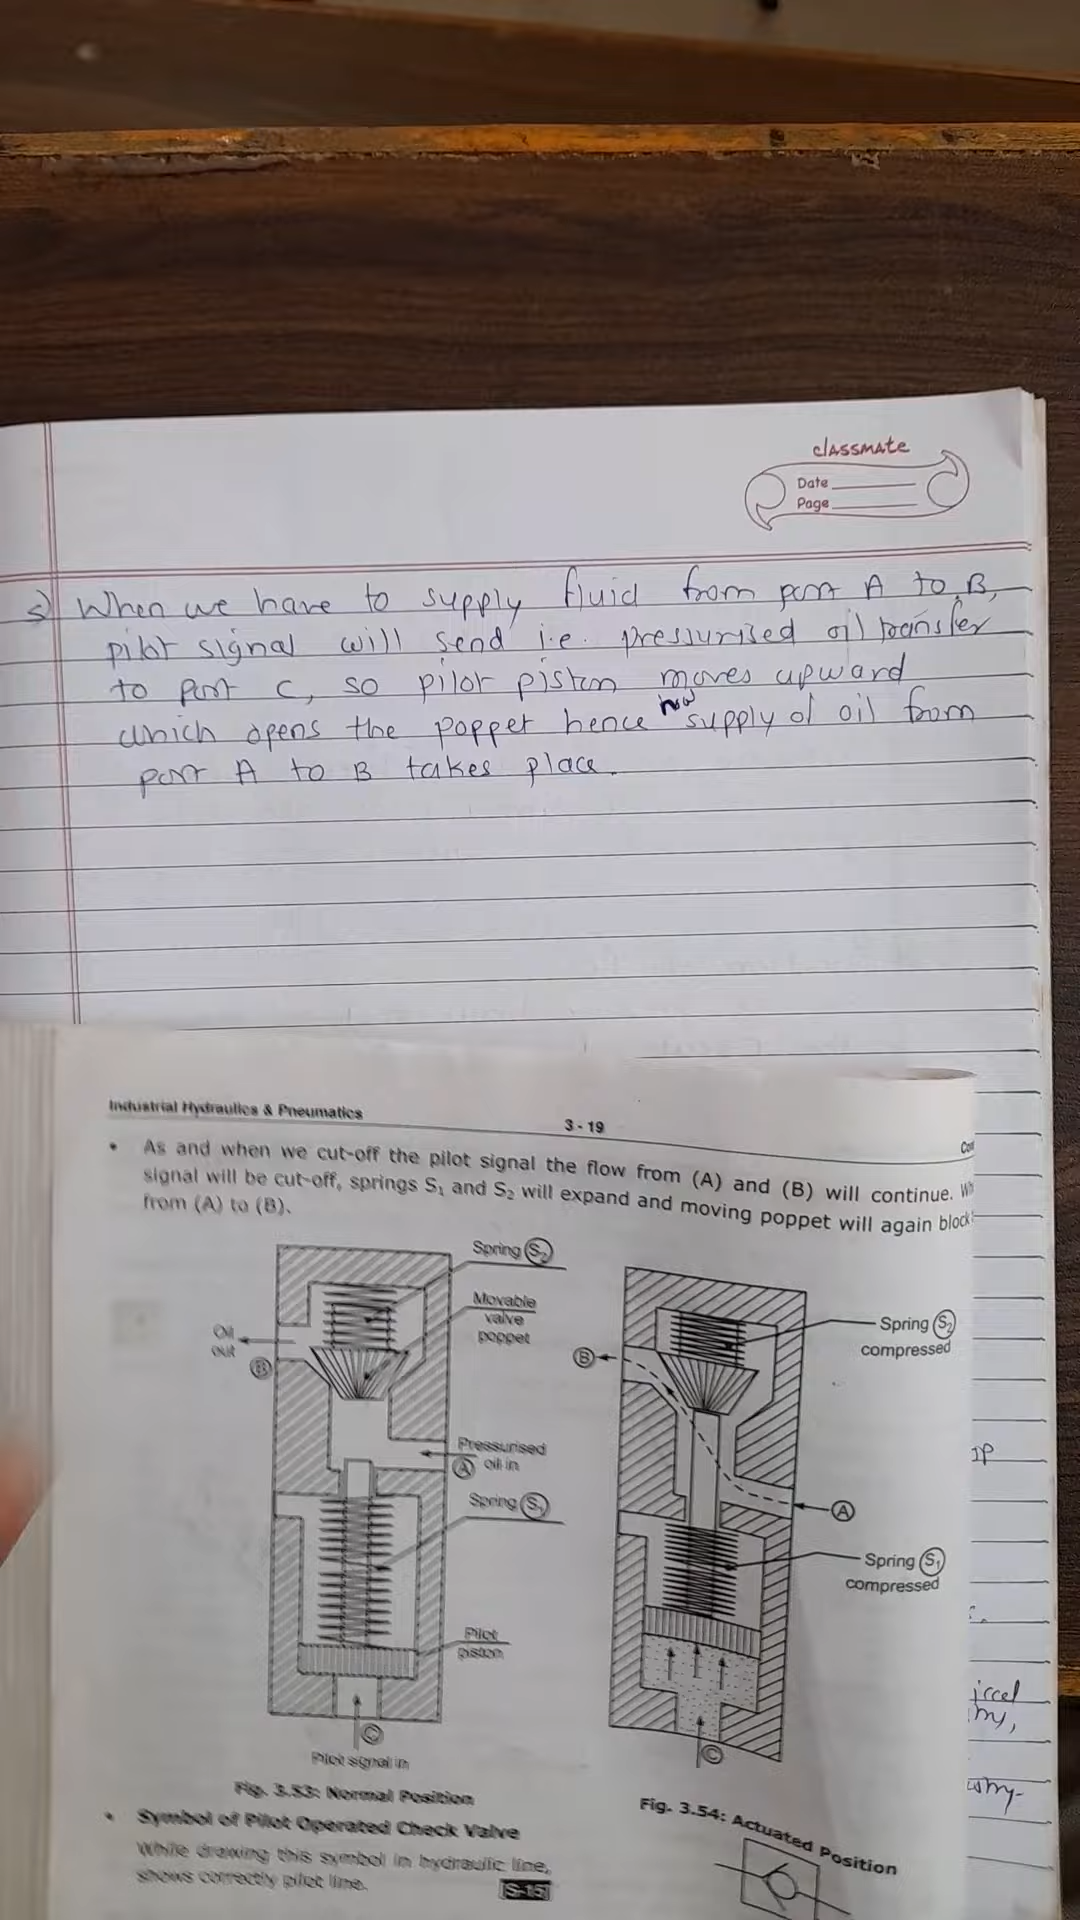 classmate
Date
Page
5) When we have to supply fluid from port A to B,
pilot signal will send i.e. pressurised oil transfer
to port C, so pilot piston moves upward
which opens the poppet hence now supply of oil from
port A to B takes place.
Industrial Hydraulics & Pneumatics
3 - 19
• As and when we cut-off the pilot signal the flow from (A) and (B) will continue.
signal will be cut-off, springs S₁ and S₂ will expand and moving poppet will again block
from (A) to (B).
Spring S₂
Movable
valve
poppet
Oil
out
B
Pressurised
A oil in
Spring S₁
Pilot
piston
C
Pilot signal in
Fig. 3.53: Normal Position
Spring S₂
compressed
B
A
Spring S₁
compressed
C
Fig. 3.54: Actuated Position
• Symbol of Pilot Operated Check Valve
While drawing this symbol in hydraulic line,
shows correctly pilot line.
S-15